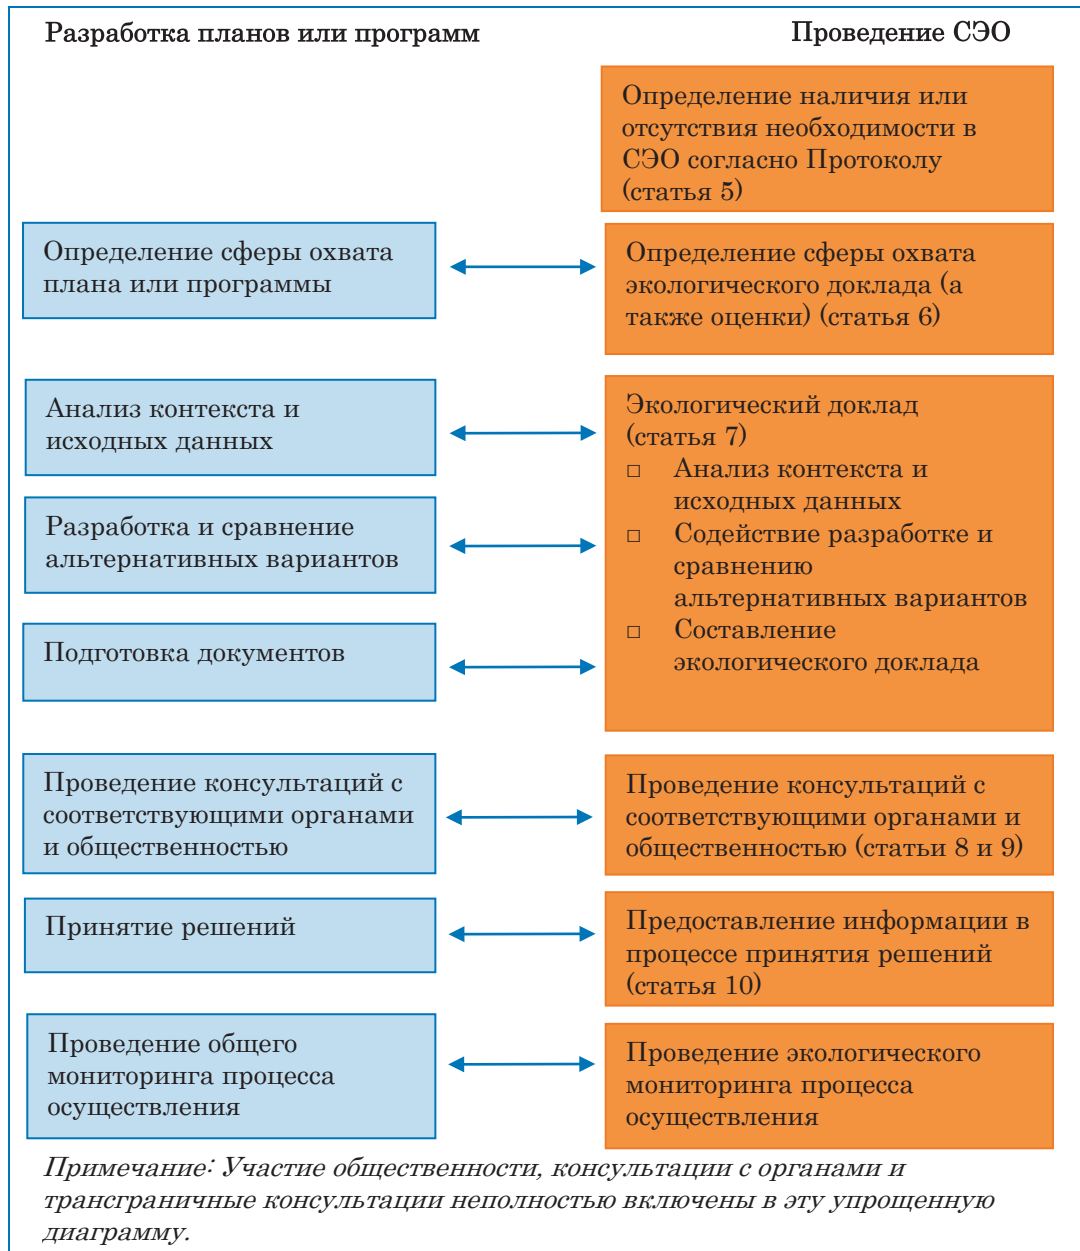 Разработка планов или программ
Проведение СЭО
Определение наличия или
отсутствия необходимости в
СЭО согласно Протоколу
(статья 5)
Определение сферы охвата
плана или программы
Определение сферы охвата
экологического доклада (а
также оценки) (статья 6)
Анализ контекста и
исходных данных
Разработка и сравнение
альтернативных вариантов
Подготовка документов
Экологический доклад
(статья 7)
□ Анализ контекста и
исходных данных
□ Содействие разработке и
сравнению
альтернативных вариантов
□ Составление
экологического доклада
Проведение консультаций с
соответствующими органами
и общественностью
Проведение консультаций с
соответствующими органами и
общественностью (статьи 8 и 9)
Принятие решений
Предоставление информации в
процессе принятия решений
(статья 10)
Проведение общего
мониторинга процесса
осуществления
Проведение экологического
мониторинга процесса
осуществления
Примечание: Участие общественности, консультации с органами и
трансграничные консультации неполностью включены в эту упрощенную
диаграмму.